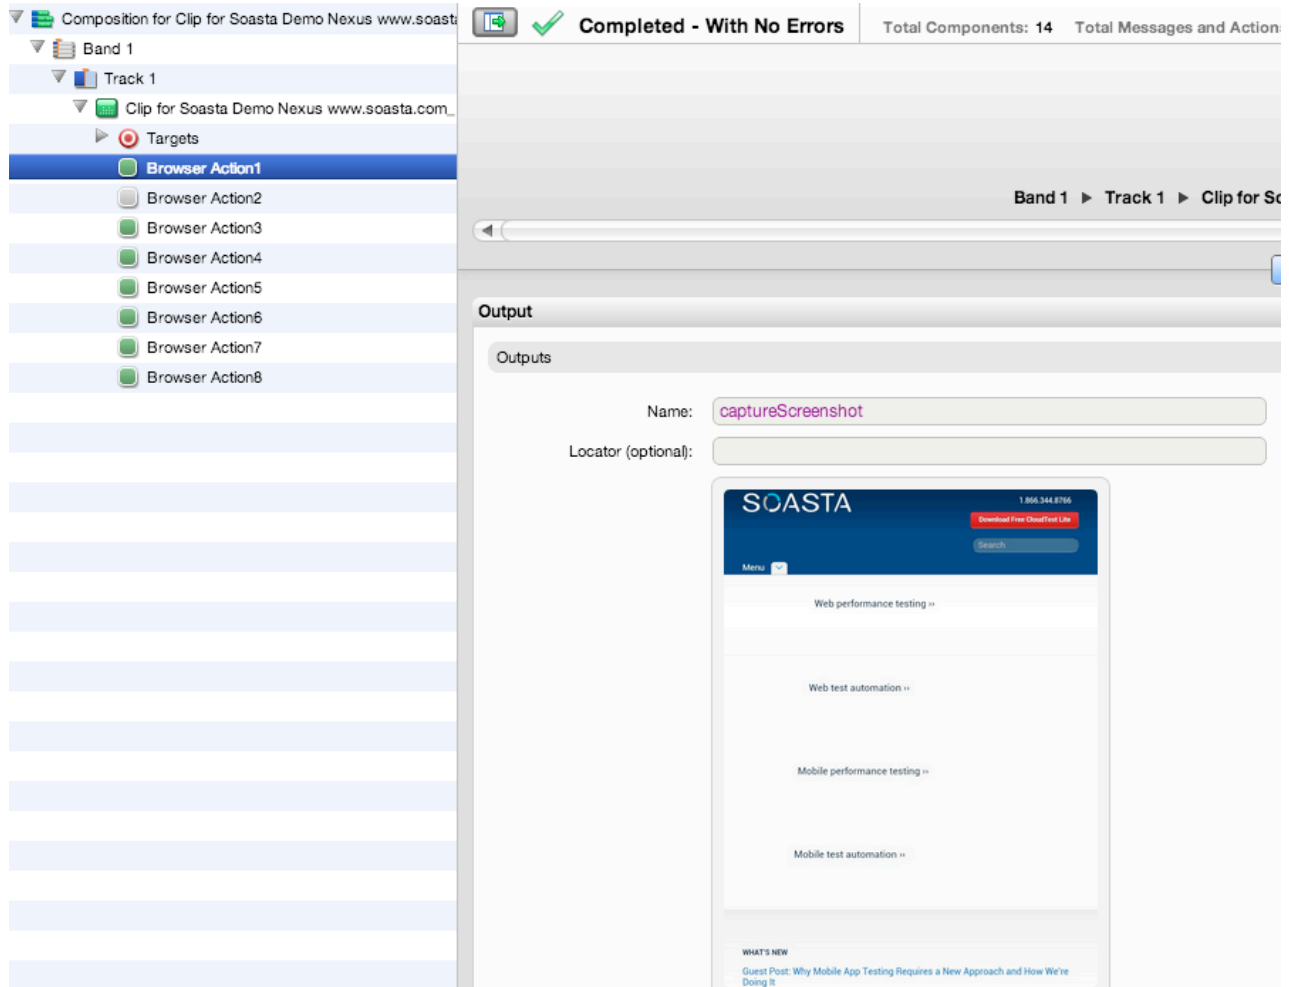 Composition for Clip for Soasta Demo Nexus www.soast
Band 1
Track 1
Clip for Soasta Demo Nexus www.soasta.com_
Targets
Browser Action1
Browser Action2
Browser Action3
Browser Action4
Browser Action5
Browser Action6
Browser Action7
Browser Action8
Completed - With No Errors
Total Components: 14 Total Messages and Action
Band 1 ▶ Track 1 ▶ Clip for So
Output
Outputs
Name: captureScreenshot
Locator (optional):
SOASTA
1.866.344.8766
Download Free CloudTest Lite
Search
Menu
Web performance testing ››
Web test automation ››
Mobile performance testing ››
Mobile test automation ››
WHAT'S NEW
Guest Post: Why Mobile App Testing Requires a New Approach and How We're
Doing It